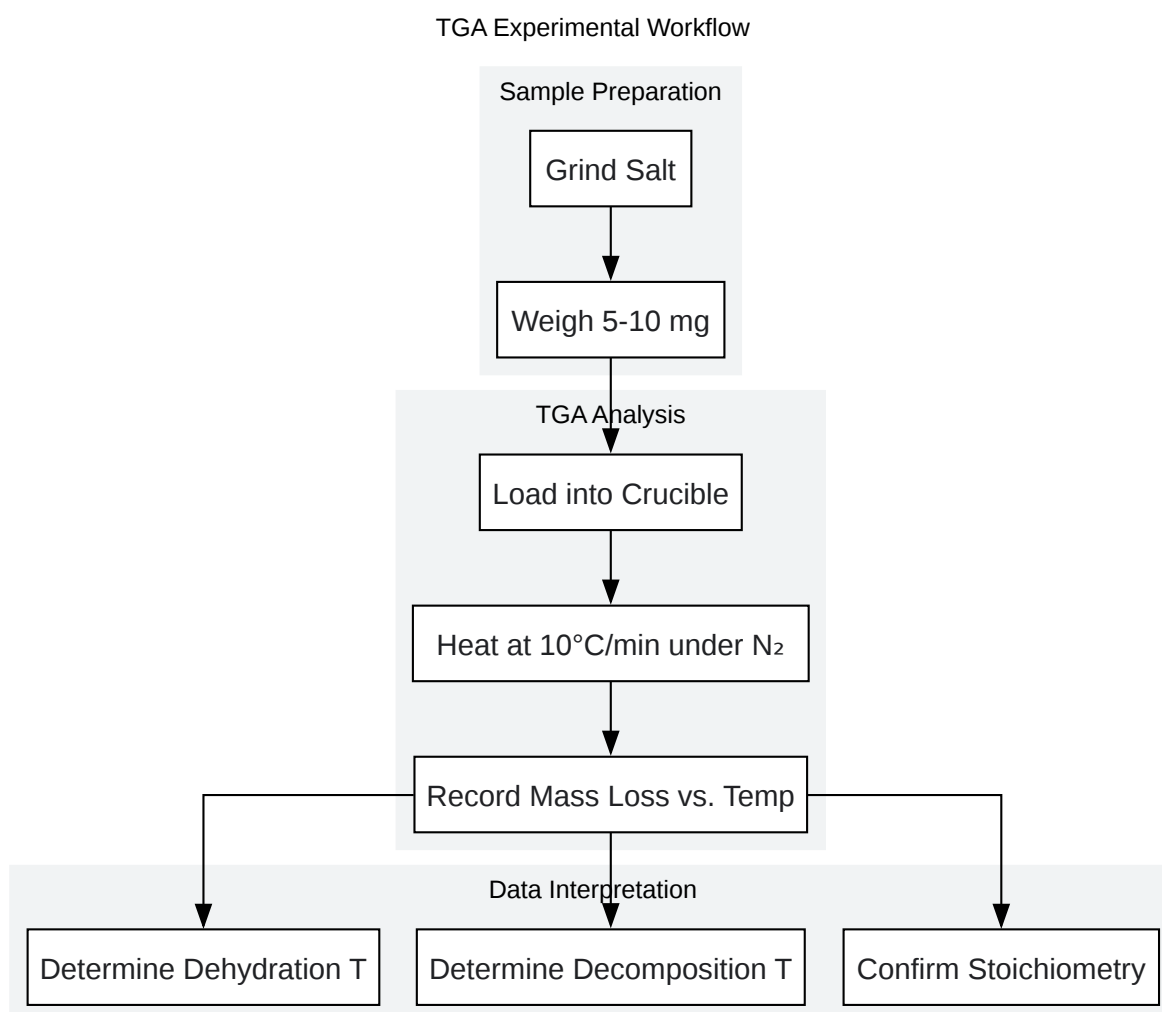 TGA Experimental Workflow
Sample Preparation
Grind Salt
Weigh 5-10 mg
TGA Analysis
Load into Crucible
Heat at 10°C/min under N₂
Record Mass Loss vs. Temp
Data Interpretation
Determine Dehydration T
Determine Decomposition T
Confirm Stoichiometry